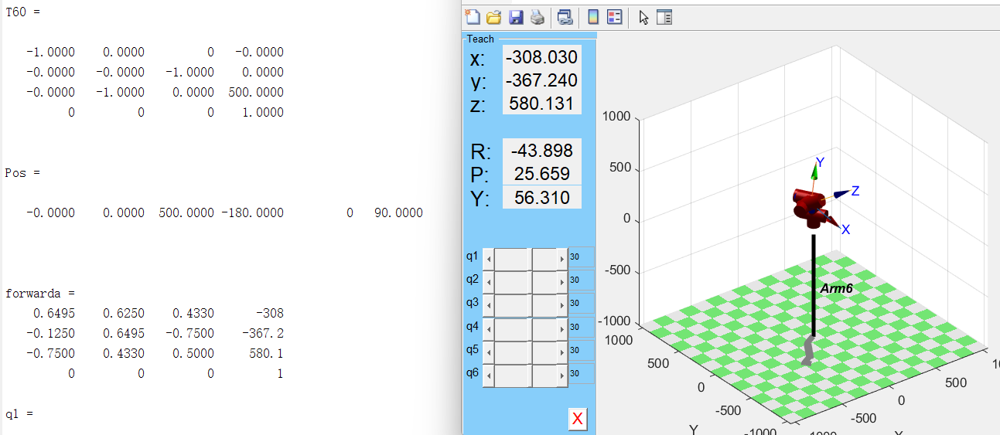 T60 =
-1.0000 0.0000 0 -0.0000
-0.0000 -0.0000 -1.0000 0.0000
-0.0000 -1.0000 0.0000 500.0000
0 0 0 1.0000
Pos =
-0.0000 0.0000 500.0000 -180.0000 0 90.0000
forwarda =
0.6495 0.6250 0.4330 -308
-0.1250 0.6495 -0.7500 -367.2
-0.7500 0.4330 0.5000 580.1
0 0 0 1
q1 =
Teach
x: -308.030
y: -367.240
z: 580.131
R: -43.898
P: 25.659
Y: 56.310
q1 30
q2 30
q3 30
q4 30
q5 30
q6 30
X
1000
500
0
-500
-1000
Y
Z
X
Arm6
1000
500
0
-500
-1000
Y
500
0
-500
X